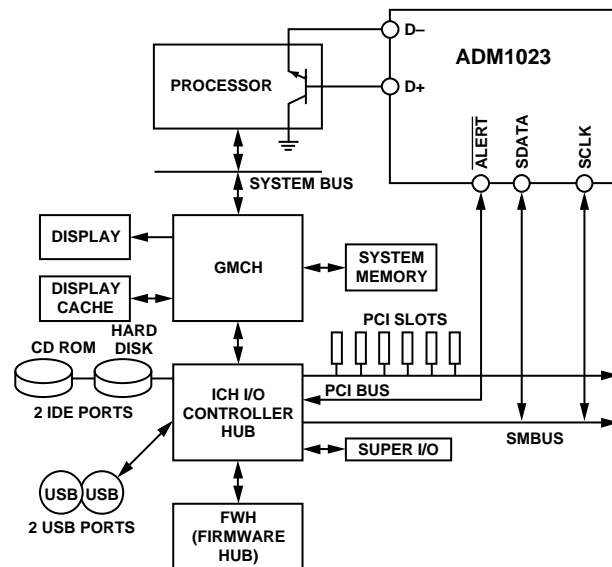 D–
ADM1023
PROCESSOR
D+
ALERT
SDATA
SCLK
SYSTEM BUS
DISPLAY
GMCH
SYSTEM
MEMORY
DISPLAY
CACHE
HARD
DISK
CD ROM
PCI SLOTS
2 IDE PORTS
ICH I/O
CONTROLLER
HUB
PCI BUS
SMBUS
SUPER I/O
USB
USB
2 USB PORTS
FWH
(FIRMWARE
HUB)